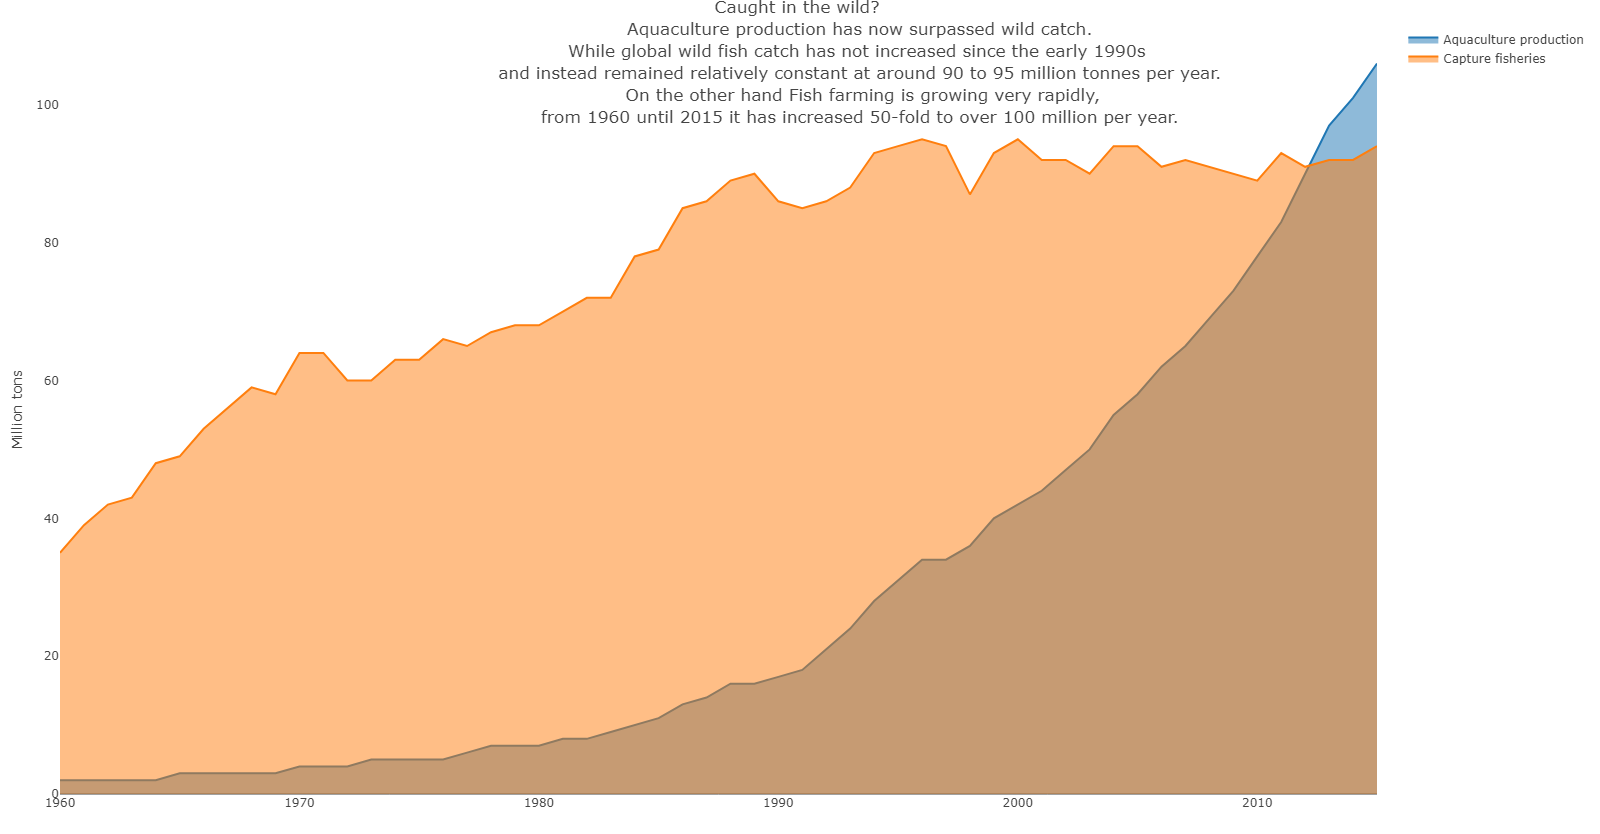 Caught in the wild?
Aquaculture production has now surpassed wild catch.
While global wild fish catch has not increased since the early 1990s
and instead remained relatively constant at around 90 to 95 million tonnes per year.
On the other hand Fish farming is growing very rapidly,
from 1960 until 2015 it has increased 50-fold to over 100 million per year.
Aquaculture production
Capture fisheries
100
80
60
40
20
0
Million tons
1960 1970 1980 1990 2000 2010